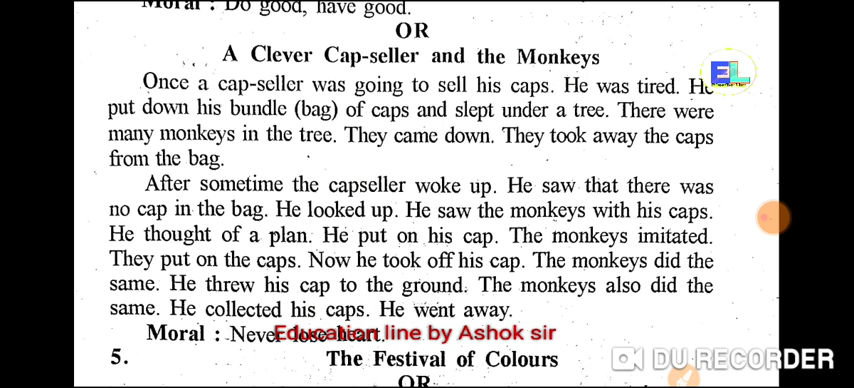 Moral : Do good, have good.
OR
A Clever Cap-seller and the Monkeys
Once a cap-seller was going to sell his caps. He was tired. He
put down his bundle (bag) of caps and slept under a tree. There were
many monkeys in the tree. They came down. They took away the caps
from the bag.
After sometime the capseller woke up. He saw that there was
no cap in the bag. He looked up. He saw the monkeys with his caps.
He thought of a plan. He put on his cap. The monkeys imitated.
They put on the caps. Now he took off his cap. The monkeys did the
same. He threw his cap to the ground. The monkeys also did the
same. He collected his caps. He went away.
Moral : Never lose heart.
Education line by Ashok sir
5. The Festival of Colours
DU RECORDER
OR
EL